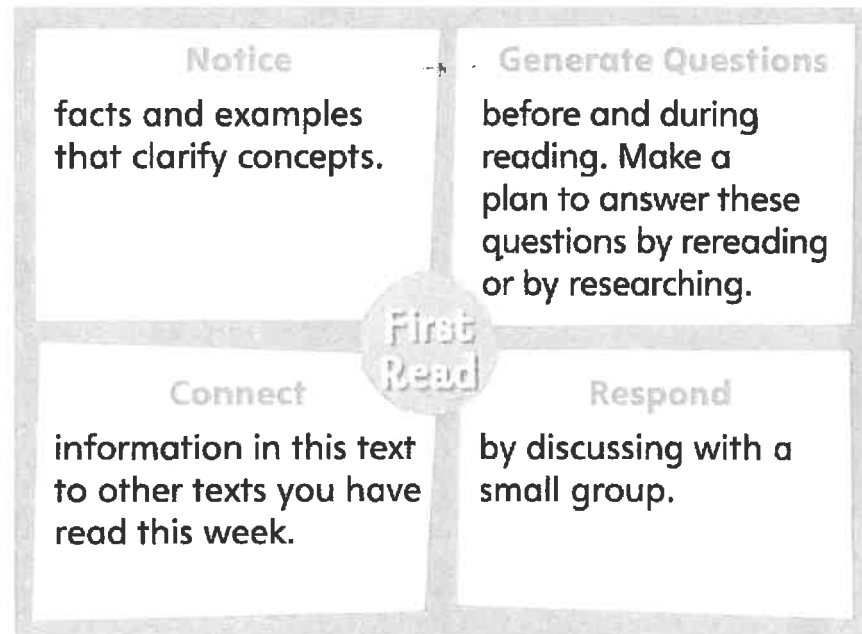 Notice
facts and examples
that clarify concepts.
Generate Questions
before and during
reading. Make a
plan to answer these
questions by rereading
or by researching.
First
Read
Connect
information in this text
to other texts you have
read this week.
Respond
by discussing with a
small group.